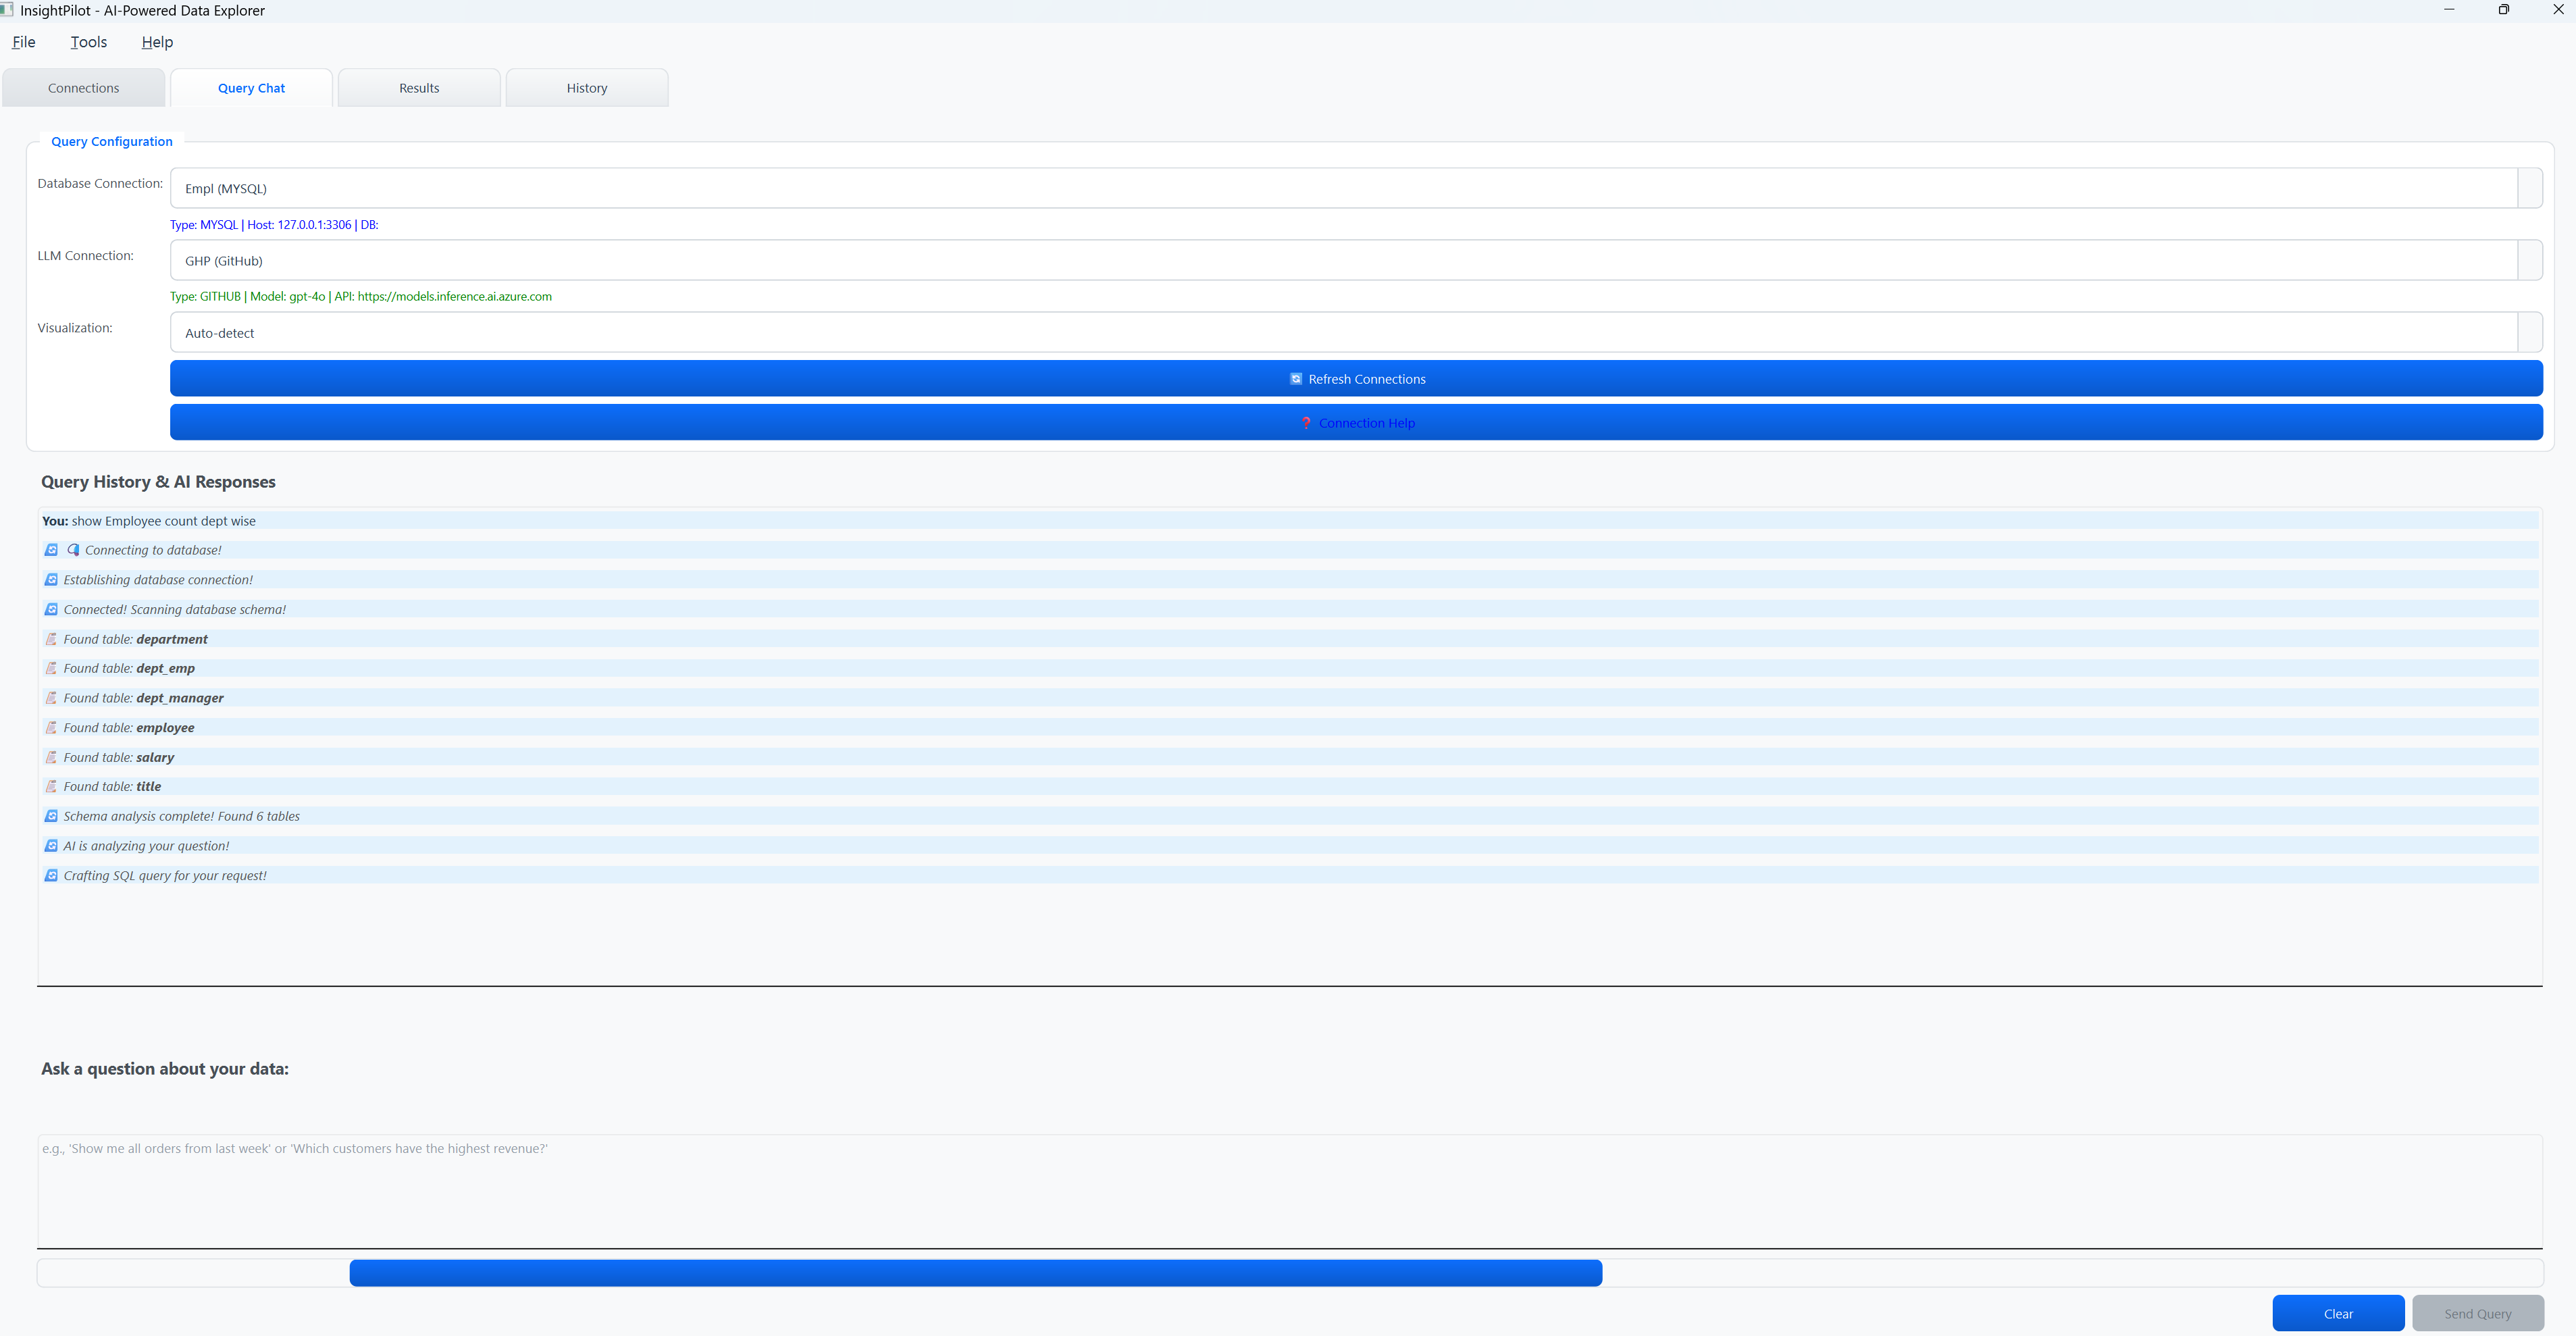 InsightPilot - AI-Powered Data Explorer
File Tools Help
Connections Query Chat Results History
Query Configuration
Database Connection: Empl (MYSQL)
Type: MYSQL | Host: 127.0.0.1:3306 | DB:
LLM Connection: GHP (GitHub)
Type: GITHUB | Model: gpt-4o | API: https://models.inference.ai.azure.com
Visualization: Auto-detect
Refresh Connections
❓ Connection Help
Query History & AI Responses
You: show Employee count dept wise
Connecting to database!
Establishing database connection!
Connected! Scanning database schema!
Found table: department
Found table: dept_emp
Found table: dept_manager
Found table: employee
Found table: salary
Found table: title
Schema analysis complete! Found 6 tables
AI is analyzing your question!
Crafting SQL query for your request!
Ask a question about your data:
e.g., 'Show me all orders from last week' or 'Which customers have the highest revenue?'
Clear Send Query